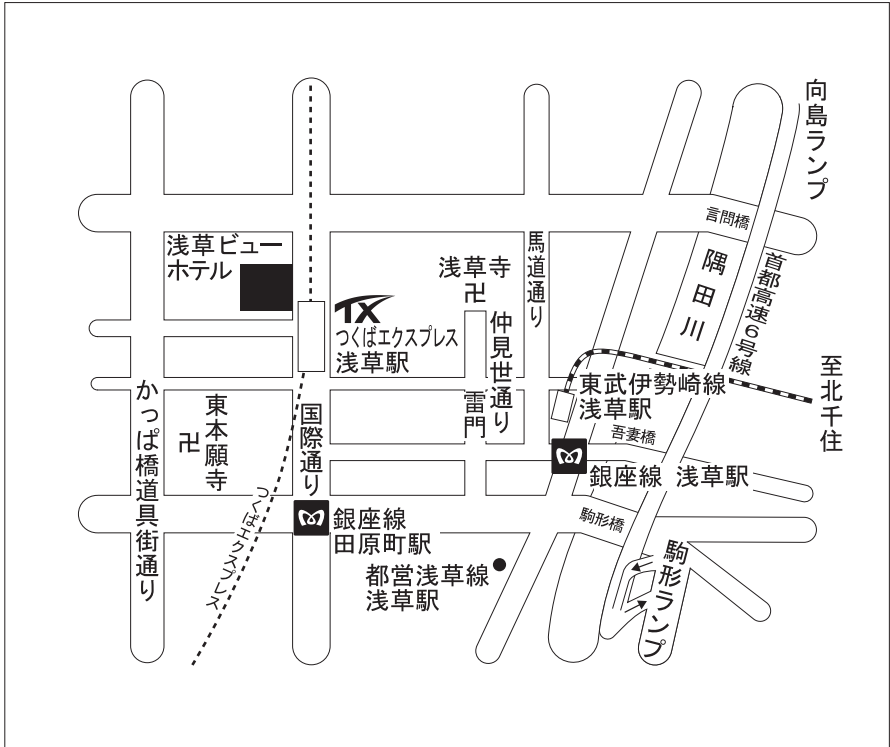 向島ランプ
言問橋
浅草ビュー
ホテル
馬道通り
浅草寺
卍
隅田川
首都高速6号線
TX
つくばエクスプレス
浅草駅
仲見世通り
雷門
至北千住
東武伊勢崎線
浅草駅
かっぱ橋道具街通り
東本願寺
卍
国際通り
吾妻橋
銀座線 浅草駅
つくばエクスプレス
銀座線
田原町駅
駒形橋
都営浅草線
浅草駅
駒形ランプ